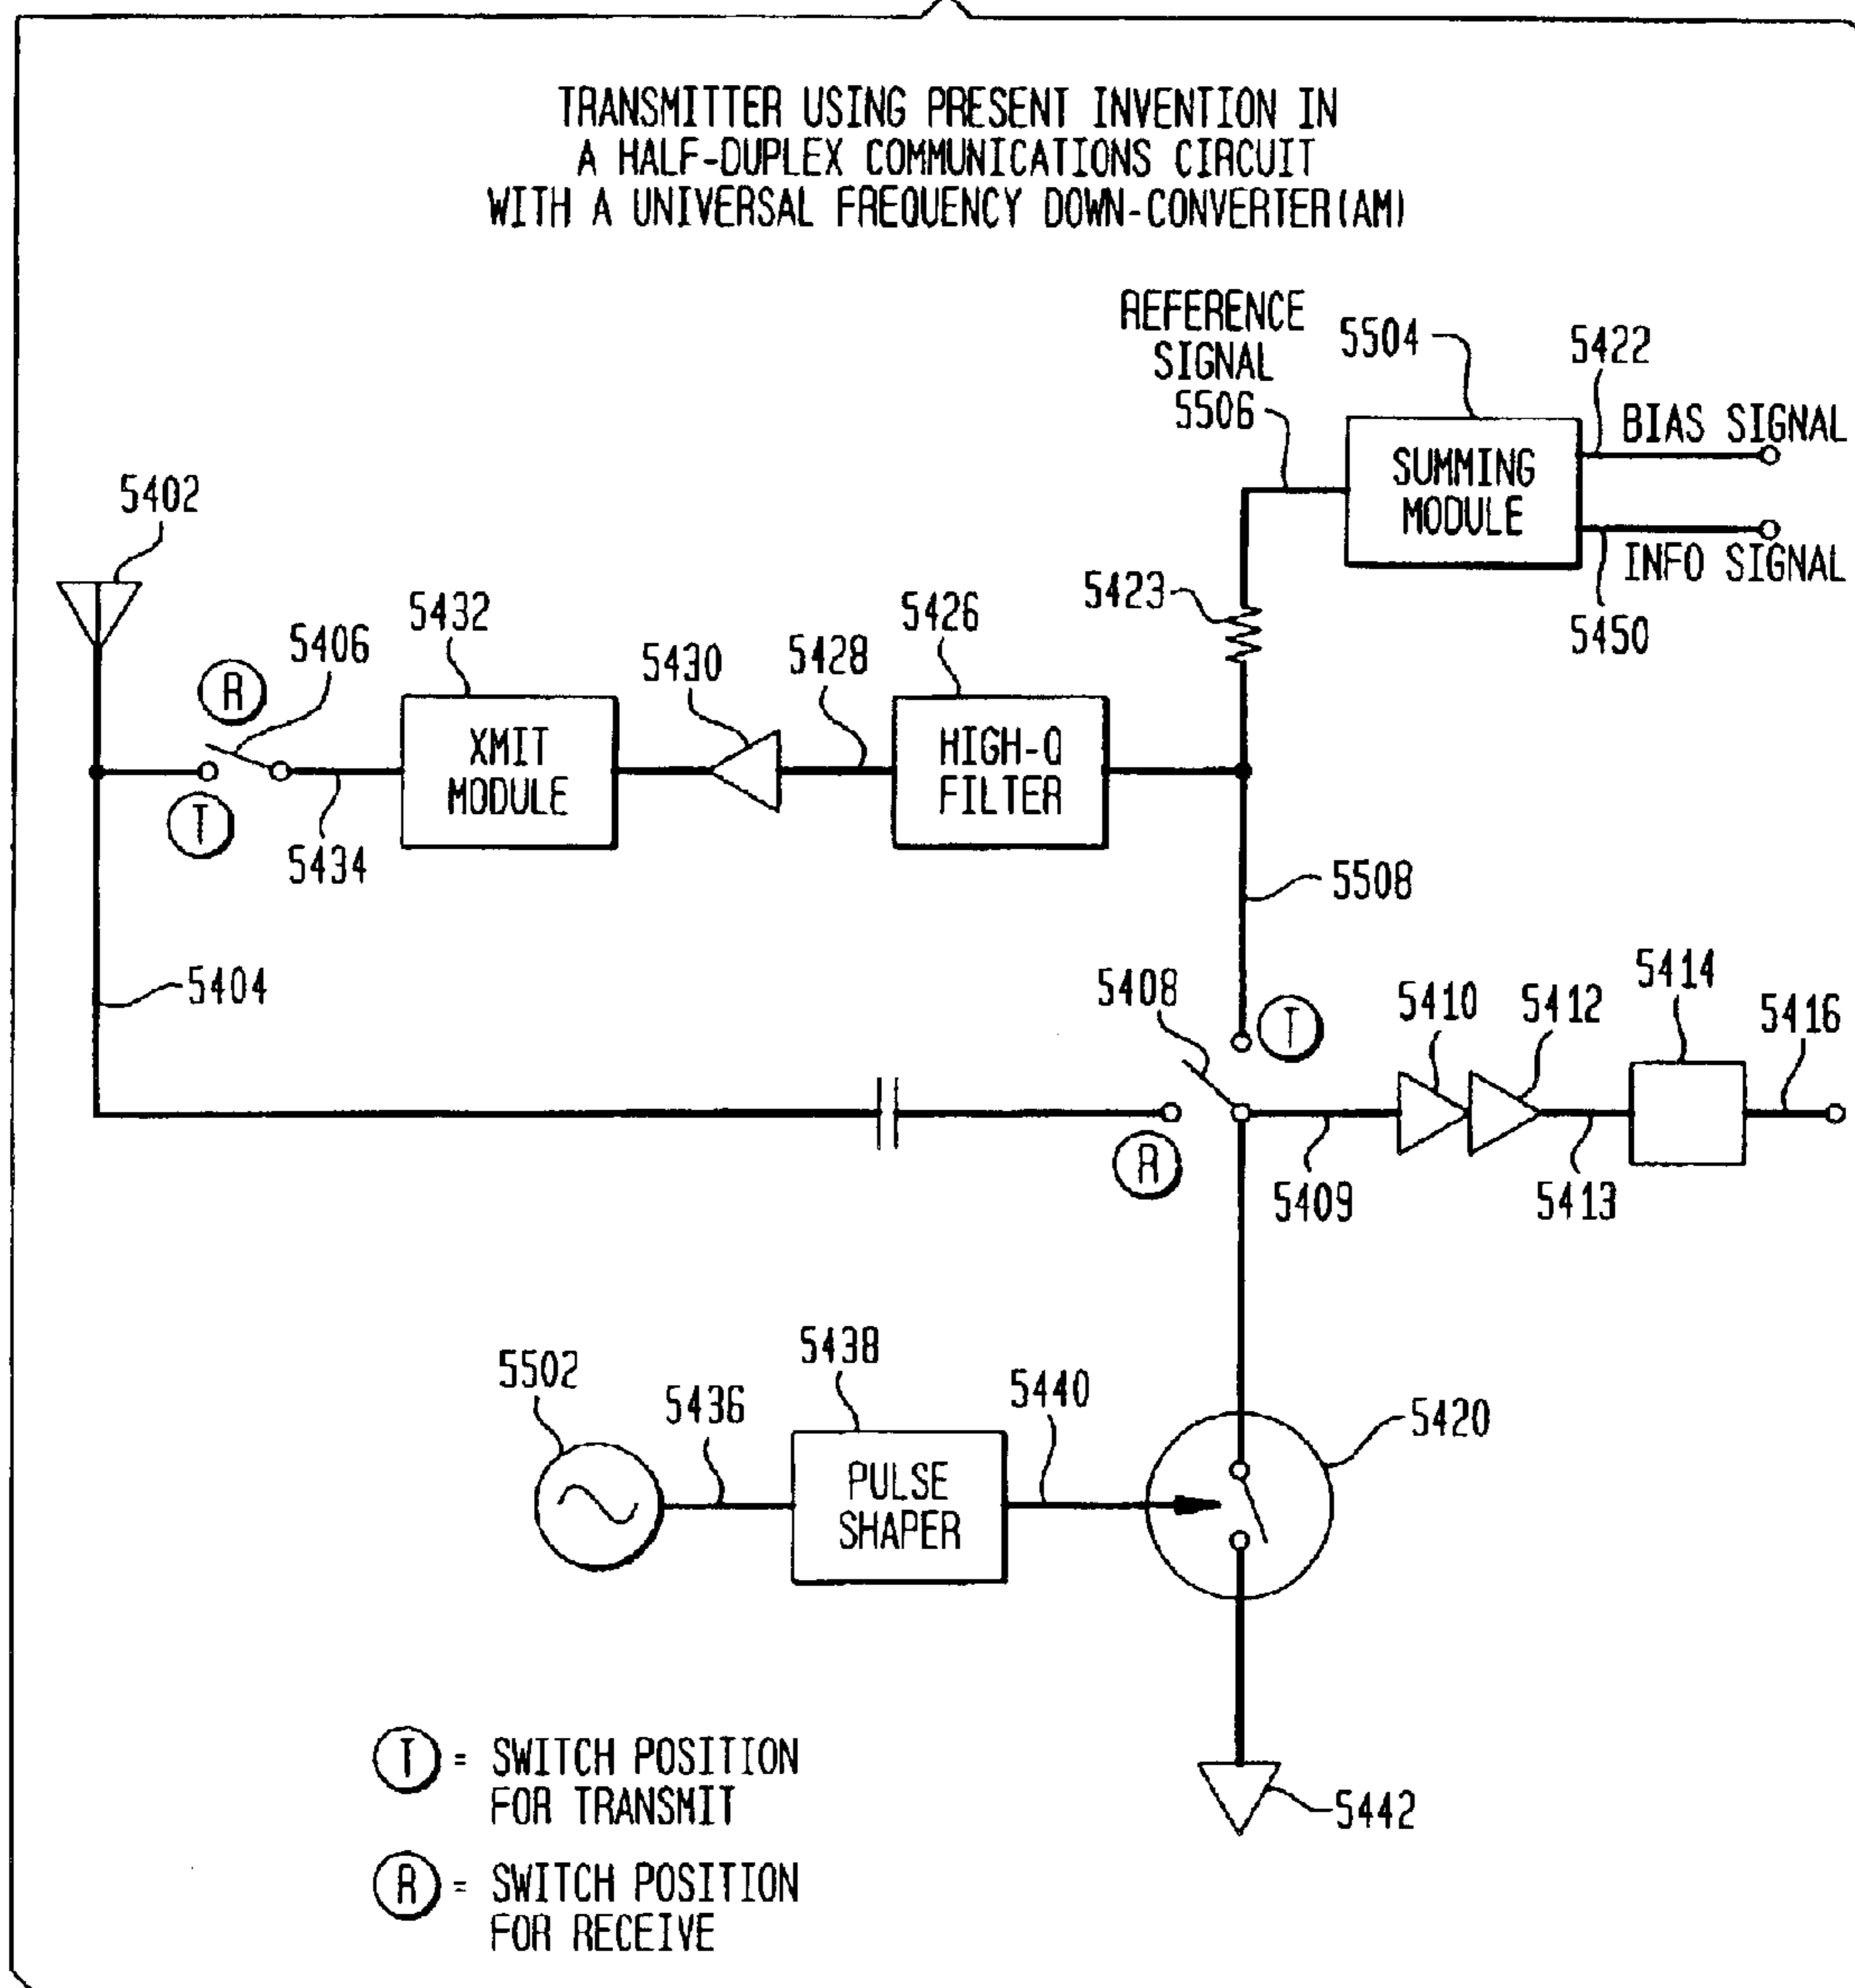 TRANSMITTER USING PRESENT INVENTION IN
A HALF-DUPLEX COMMUNICATIONS CIRCUIT
WITH A UNIVERSAL FREQUENCY DOWN-CONVERTER(AM)
REFERENCE
SIGNAL
5506
5504
5422
BIAS SIGNAL
SUMMING
MODULE
INFO SIGNAL
5450
5402
5406
R
T
5434
5432
XMIT
MODULE
5430
5428
5426
HIGH-Q
FILTER
5423
5508
5404
5408
T
R
5409
5410
5412
5413
5414
5416
5502
5436
5438
PULSE
SHAPER
5440
5420
5442
T = SWITCH POSITION
FOR TRANSMIT
R = SWITCH POSITION
FOR RECEIVE